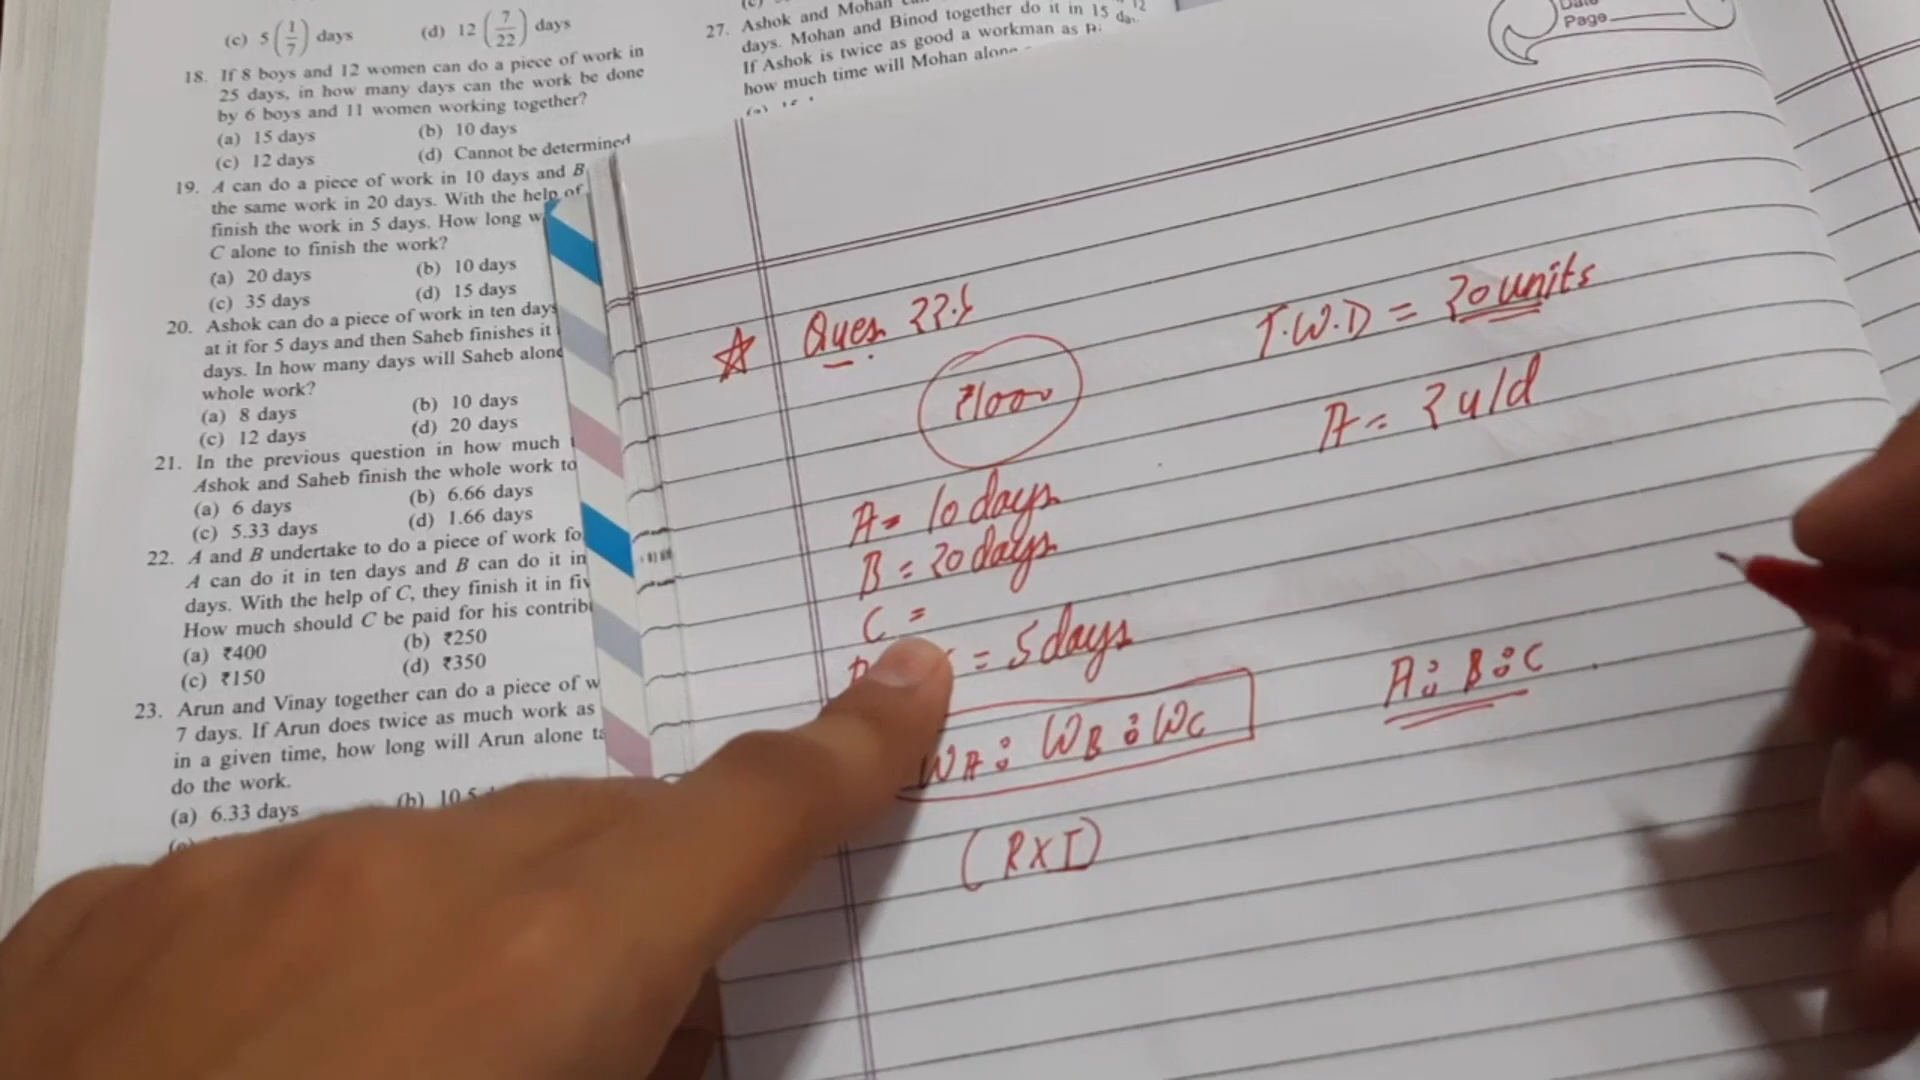 (c) 5 (1/7) days (d) 12 (7/22) days
18. If 8 boys and 12 women can do a piece of work in
25 days, in how many days can the work be done
by 6 boys and 11 women working together?
(a) 15 days (b) 10 days
(c) 12 days (d) Cannot be determined
19. A can do a piece of work in 10 days and B
the same work in 20 days. With the help of
finish the work in 5 days. How long
C alone to finish the work?
(a) 20 days (b) 10 days
(c) 35 days (d) 15 days
20. Ashok can do a piece of work in ten days
at it for 5 days and then Saheb finishes it
days. In how many days will Saheb alone
whole work?
(a) 8 days (b) 10 days
(c) 12 days (d) 20 days
21. In the previous question in how much
Ashok and Saheb finish the whole work
(a) 6 days (b) 6.66 days
(c) 5.33 days (d) 1.66 days
22. A and B undertake to do a piece of work
A can do it in ten days and B can do it in
days. With the help of C, they finish it in
How much should C be paid for his
(a) ₹400 (b) ₹250
(c) ₹150 (d) ₹350
23. Arun and Vinay together can do a piece of
7 days. If Arun does twice as much work as
in a given time, how long will Arun alone
do the work.
(a) 6.33 days (b) 10.5
27. Ashok and Mohan
days. Mohan and Binod together do it in 15
If Ashok is twice as good a workman as
how much time will Mohan alone
Page
Ques 22.
₹1000
A = 10 days
B = 20 days
C =
= 5 days
WA : WB : WC
(R×T)
T.W.D = 20 units
A = 2 u/d
A : B : C